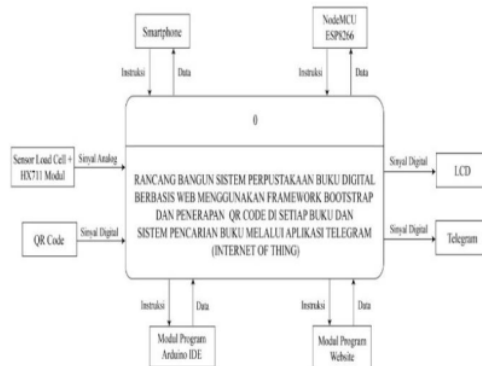 Smartphone
NodeMCU
ESP8266
Instruksi
Data
Instruksi
Data
0
Sensor Load Cell +
HX711 Modul
Sinyal Analog
RANCANG BANGUN SISTEM PERPUSTAKAAN BUKU DIGITAL
BERBASIS WEB MENGGUNAKAN FRAMEWORK BOOTSTRAP
DAN PENERAPAN QR CODE DI SETIAP BUKU DAN
SISTEM PENCARIAN BUKU MELALUI APLIKASI TELEGRAM
(INTERNET OF THING)
Sinyal Digital
LCD
QR Code
Sinyal Digital
Sinyal Digital
Telegram
Instruksi
Data
Instruksi
Data
Modul Program
Arduino IDE
Modul Program
Website